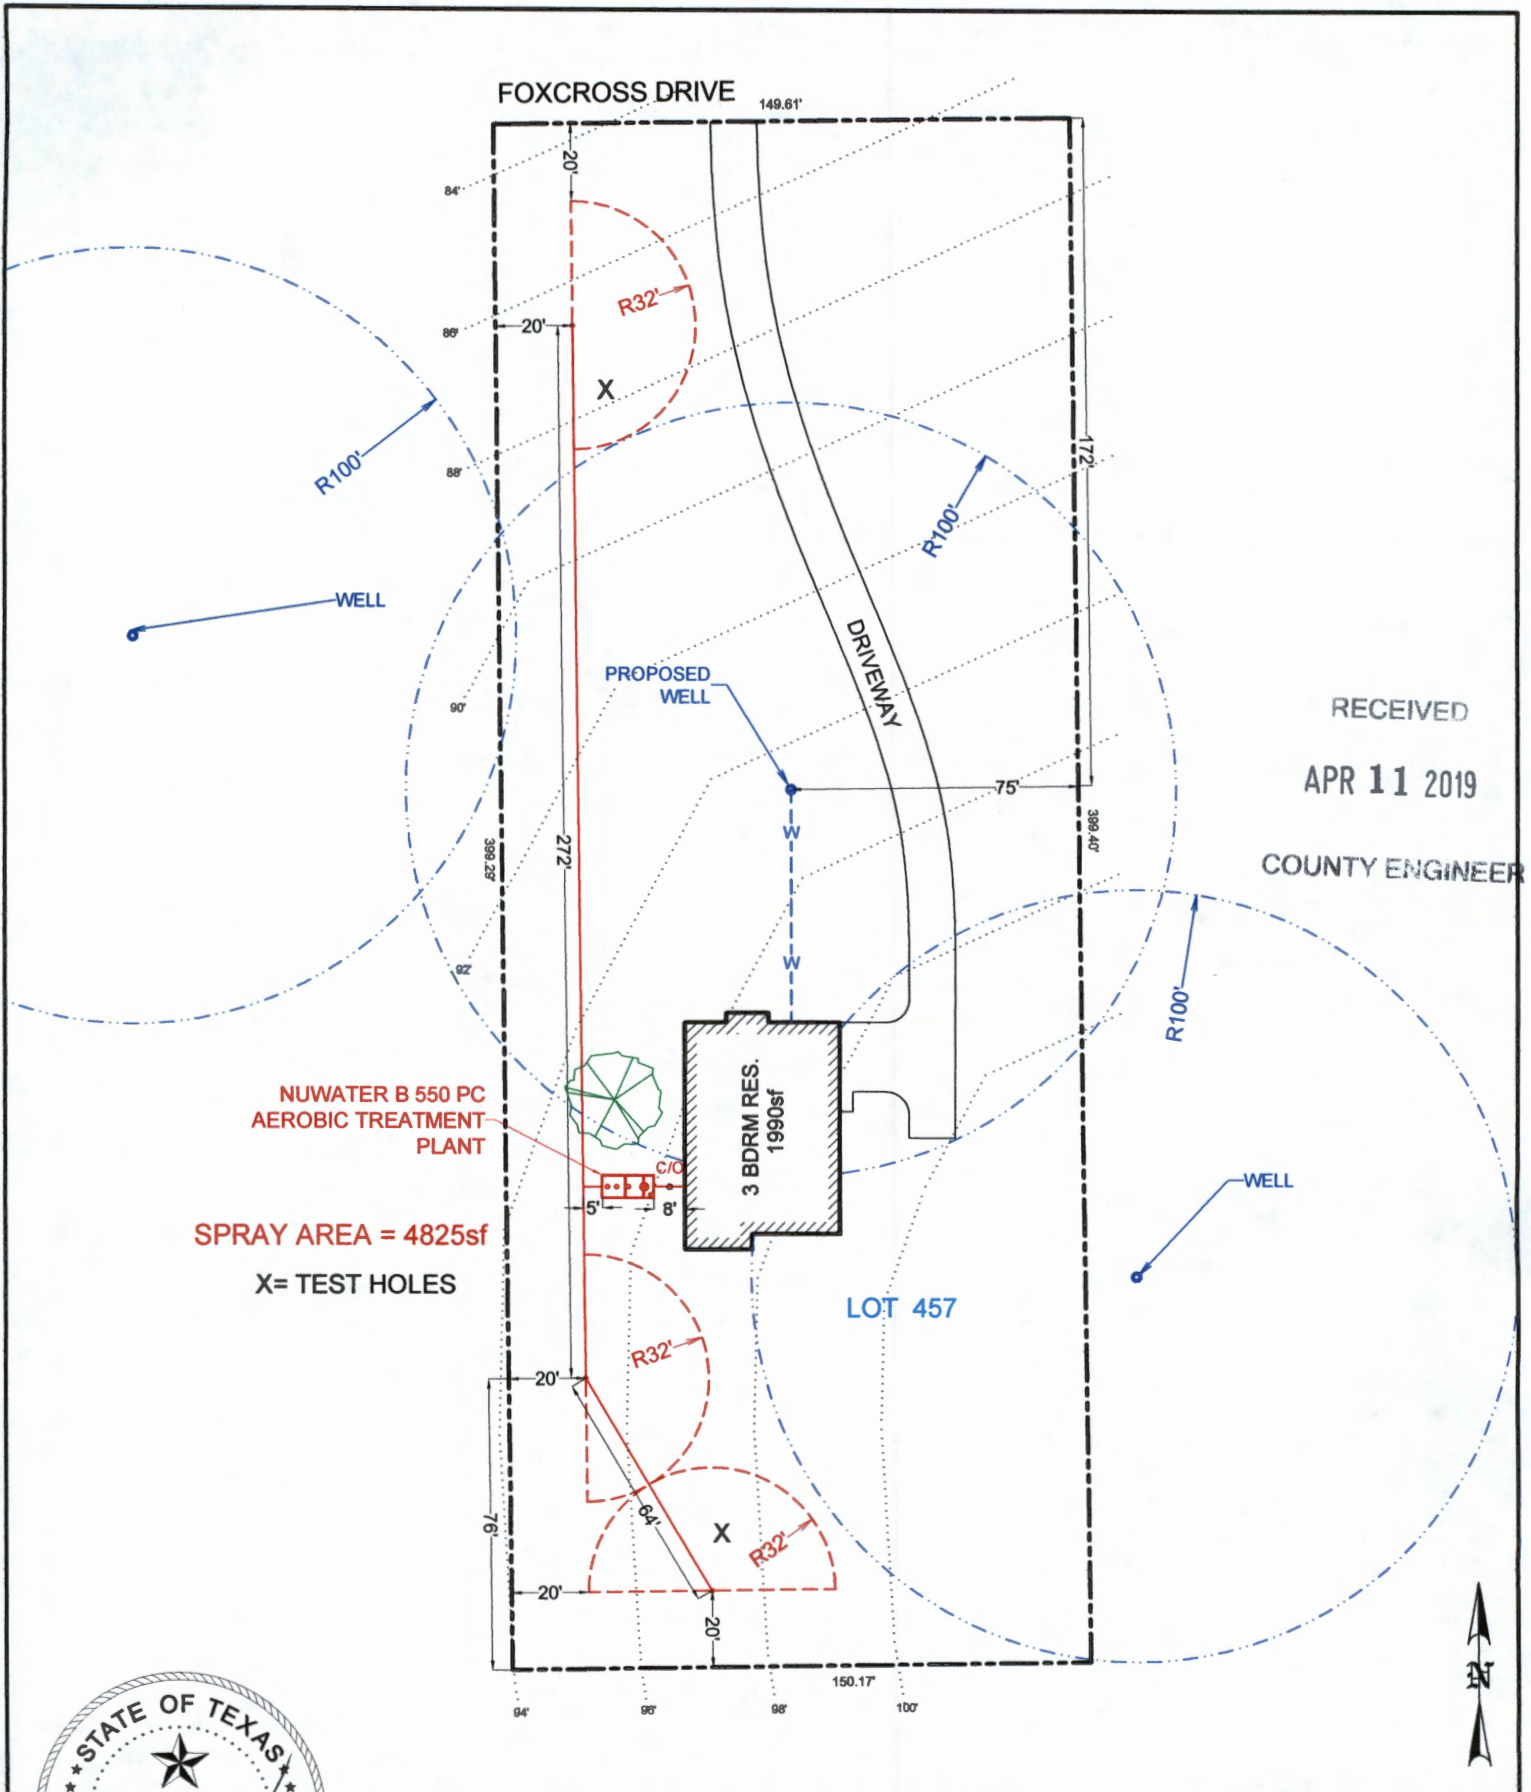 FOXCROSS DRIVE
149.61'
20'
84'
R32'
86'
20'
X
88'
R100'
172'
R100'
WELL
DRIVEWAY
PROPOSED
WELL
90'
RECEIVED
APR 11 2019
COUNTY ENGINEER
75'
W
399.40'
272'
399.29'
W
92'
R100'
NUWATER B 550 PC
AEROBIC TREATMENT
PLANT
3 BDRM RES.
1990sf
C/O
5'
8'
WELL
SPRAY AREA = 4825sf
X= TEST HOLES
LOT 457
R32'
20'
76'
64'
X
R32'
20'
20'
150.17'
94'
96'
98'
100'
N
STATE OF TEXAS